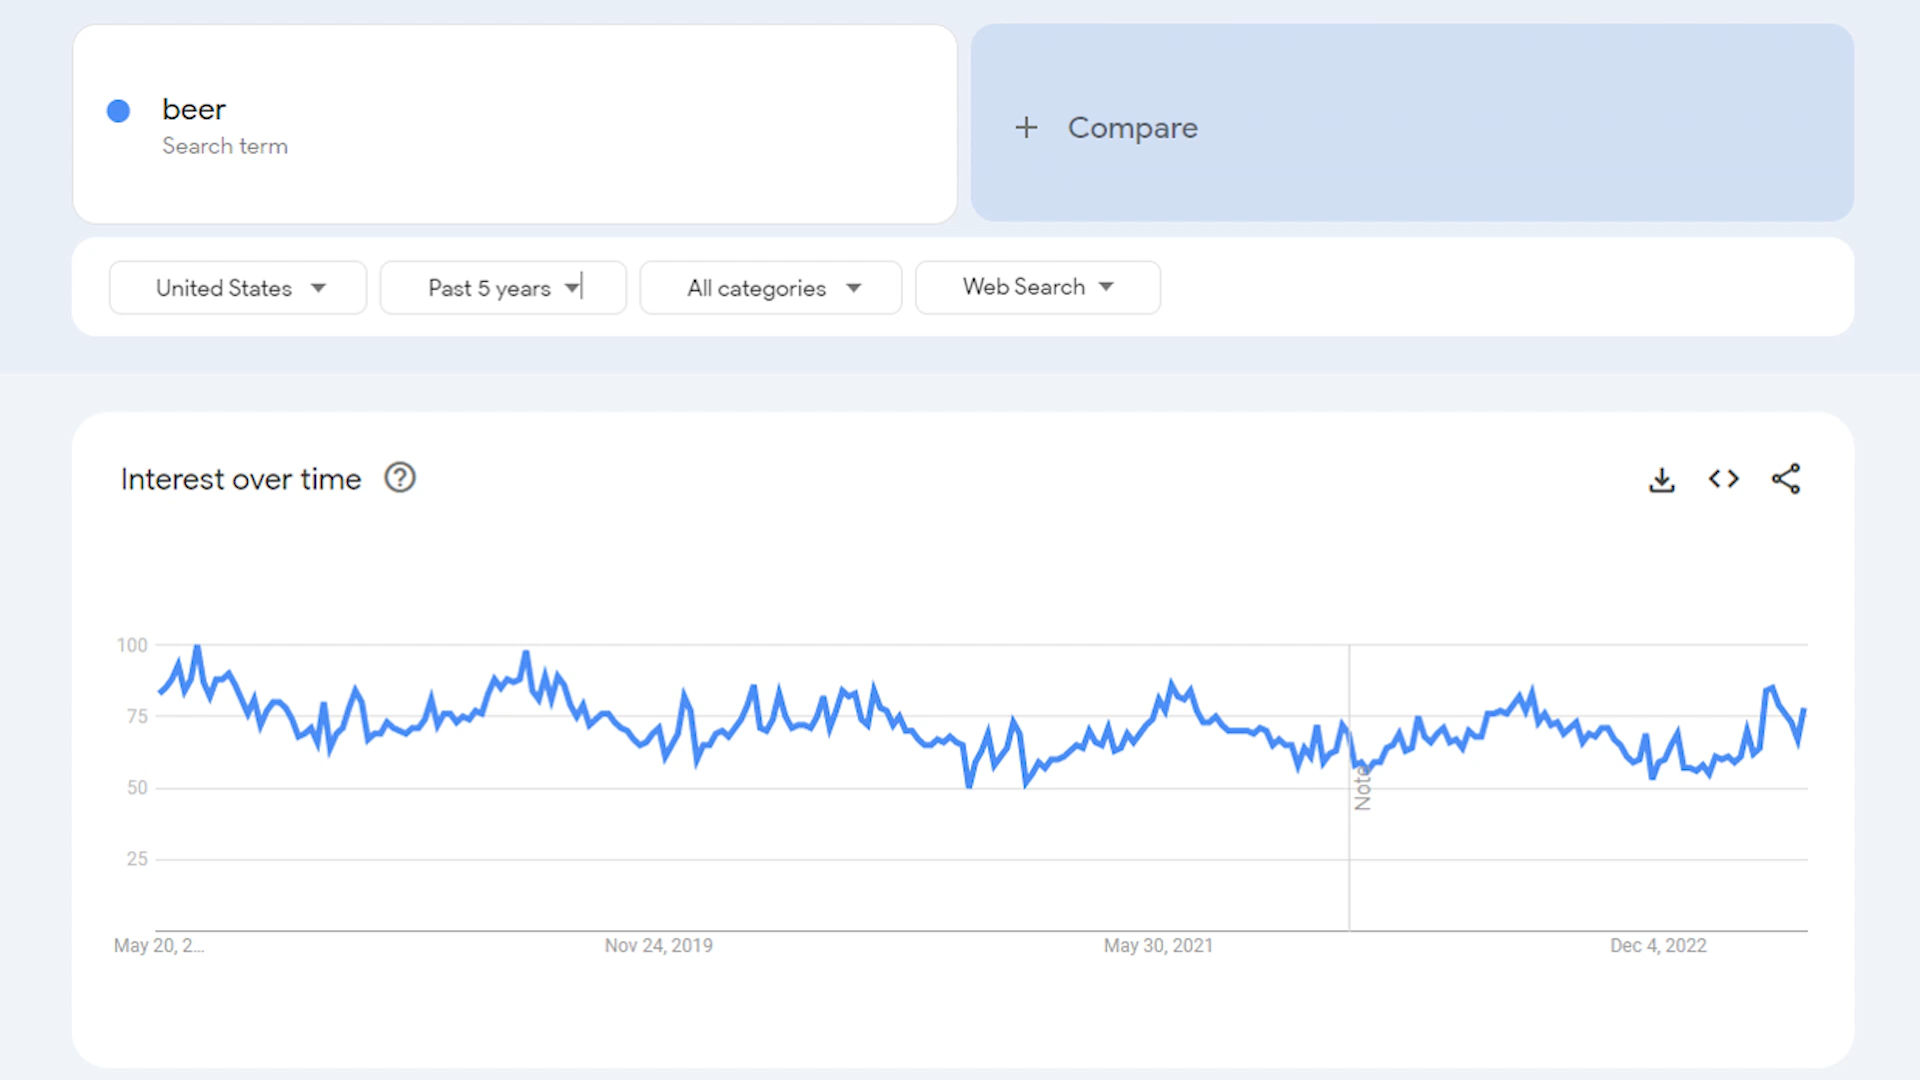 beer
Search term
+ Compare
United States
Past 5 years
All categories
Web Search
Interest over time ?
100
75
50
25
Note
May 20, 2...
Nov 24, 2019
May 30, 2021
Dec 4, 2022